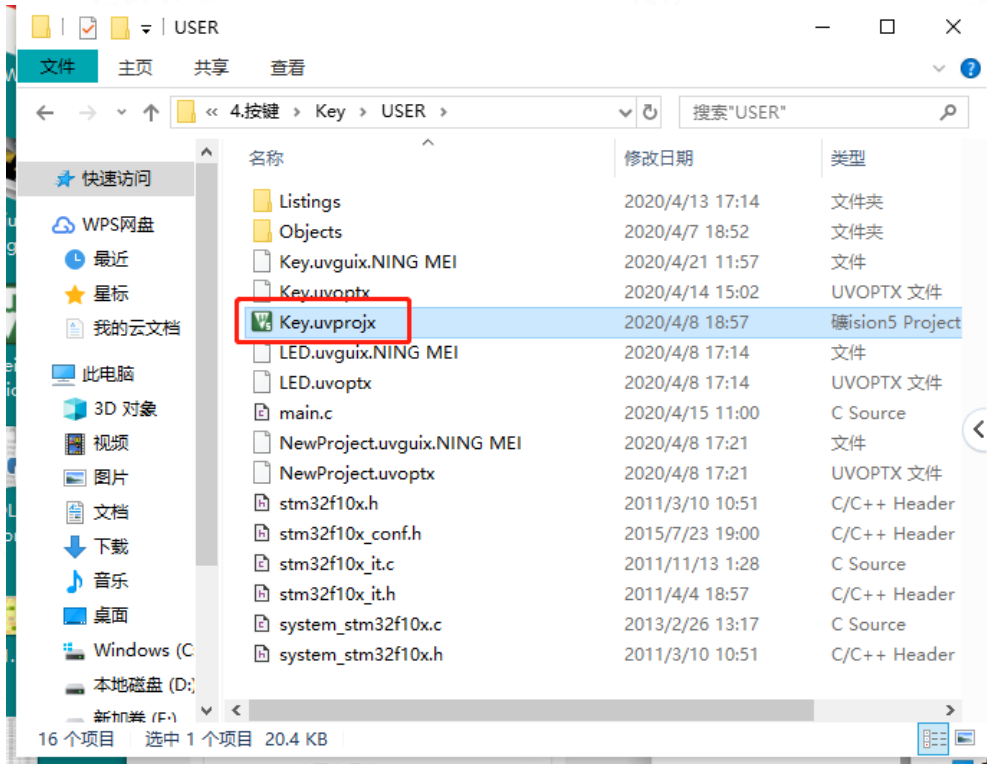 USER
文件 主页 共享 查看
« 4.按键 › Key › USER › 搜索"USER"
名称 修改日期 类型
快速访问
WPS网盘
最近
星标
我的云文档
此电脑
3D 对象
视频
图片
文档
下载
音乐
桌面
Windows (C
本地磁盘 (D:)
新加卷 (E:)
Listings 2020/4/13 17:14 文件夹
Objects 2020/4/7 18:52 文件夹
Key.uvguix.NING MEI 2020/4/21 11:57 文件
Key.uvoptx 2020/4/14 15:02 UVOPTX 文件
Key.uvprojx 2020/4/8 18:57 礦ision5 Project
LED.uvguix.NING MEI 2020/4/8 17:14 文件
LED.uvoptx 2020/4/8 17:14 UVOPTX 文件
main.c 2020/4/15 11:00 C Source
NewProject.uvguix.NING MEI 2020/4/8 17:21 文件
NewProject.uvoptx 2020/4/8 17:21 UVOPTX 文件
stm32f10x.h 2011/3/10 10:51 C/C++ Header
stm32f10x_conf.h 2015/7/23 19:00 C/C++ Header
stm32f10x_it.c 2011/11/13 1:28 C Source
stm32f10x_it.h 2011/4/4 18:57 C/C++ Header
system_stm32f10x.c 2013/2/26 13:17 C Source
system_stm32f10x.h 2011/3/10 10:51 C/C++ Header
16 个项目 选中 1 个项目 20.4 KB